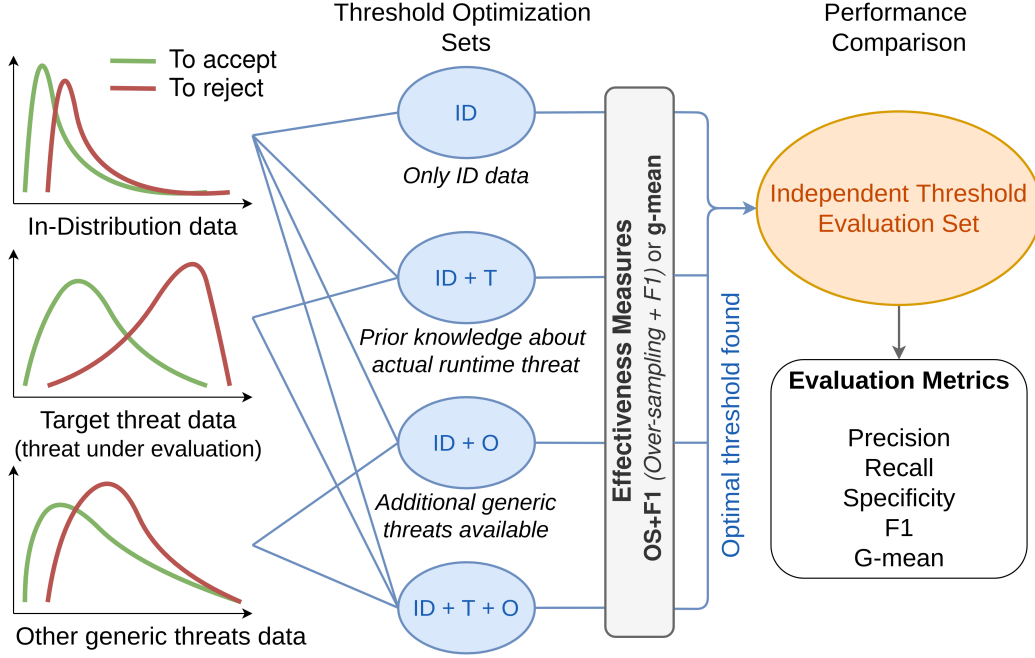 Threshold Optimization
Sets
Performance
Comparison
To accept
To reject
In-Distribution data
Target threat data
(threat under evaluation)
Other generic threats data
ID
Only ID data
ID + T
Prior knowledge about
actual runtime threat
ID + O
Additional generic
threats available
ID + T + O
Effectiveness Measures
OS+F1 (Over-sampling + F1) or g-mean
Optimal threshold found
Independent Threshold
Evaluation Set
Evaluation Metrics
Precision
Recall
Specificity
F1
G-mean